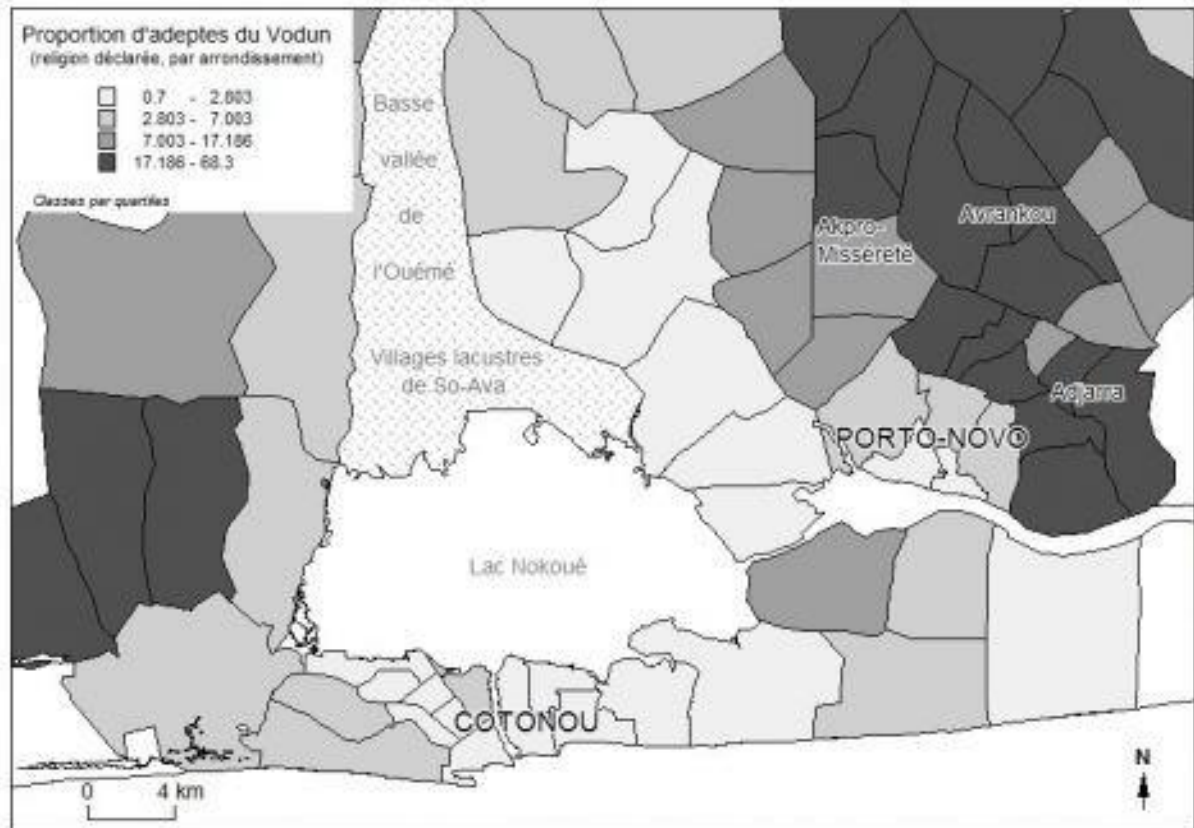 Proportion d'adeptes du Vodun
(religion déclarée, par arrondissement)
0.7 - 2.803
2.803 - 7.003
7.003 - 17.186
17.186 - 68.3
Classes par quartiles
Basse
vallée
de
l'Ouémé
Villages lacustres
de So-Ava
Akpro-
Missérété
Avrankou
Adjarra
PORTO-NOVO
Lac Nokoué
COTONOU
0 4 km
N